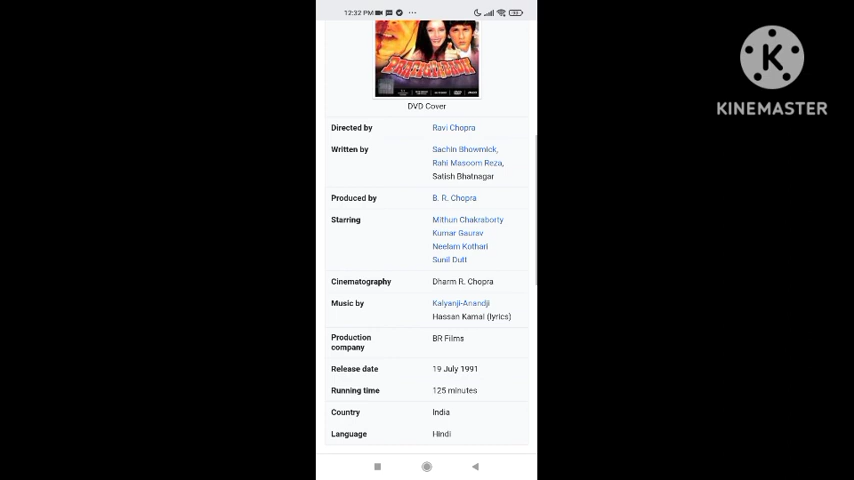 12:32 PM
KINEMASTER
DVD Cover
Directed by Ravi Chopra
Written by Sachin Bhowmick,
Rahi Masoom Reza,
Satish Bhatnagar
Produced by B. R. Chopra
Starring Mithun Chakraborty
Kumar Gaurav
Neelam Kothari
Sunil Dutt
Cinematography Dharm R. Chopra
Music by Kalyanji-Anandji
Hassan Kamal (lyrics)
Production company BR Films
Release date 19 July 1991
Running time 125 minutes
Country India
Language Hindi